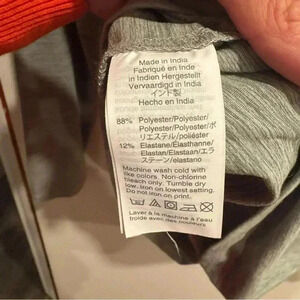 Made in India
Fabriqué en Inde
in Indien Hergestellt
Vervaardigd in India
インド製
Hecho en India
88% Polyester/Polyester/
Polyester/Polyester/ポ
リエステル/poliéster
12% Elastane/Élasthanne/
Elastan/Elastaan/エラ
ステーン/elastano
Machine wash cold with
like colors. Non-chlorine
bleach only. Tumble dry
low. Iron on lowest setting.
Do not iron on print.
Laver à la machine à l'eau
froide avec des couleurs